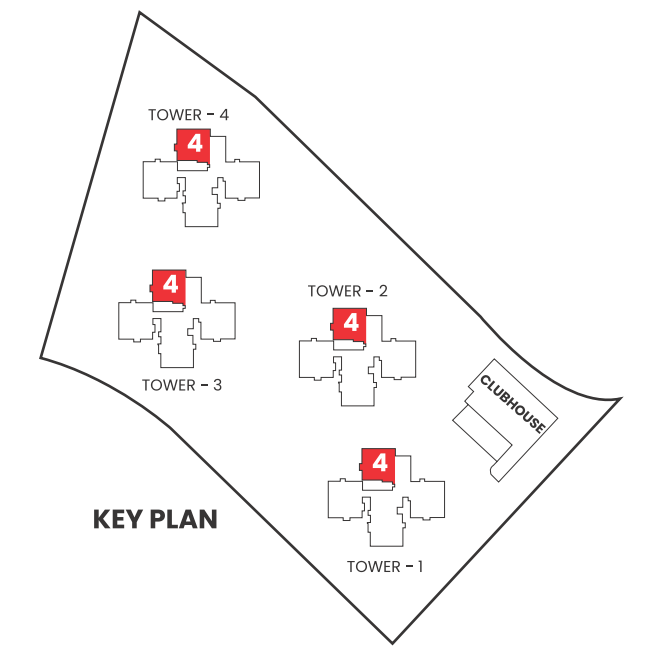 TOWER - 4
4
4
TOWER - 2
4
TOWER - 3
CLUBHOUSE
4
KEY PLAN
TOWER - 1